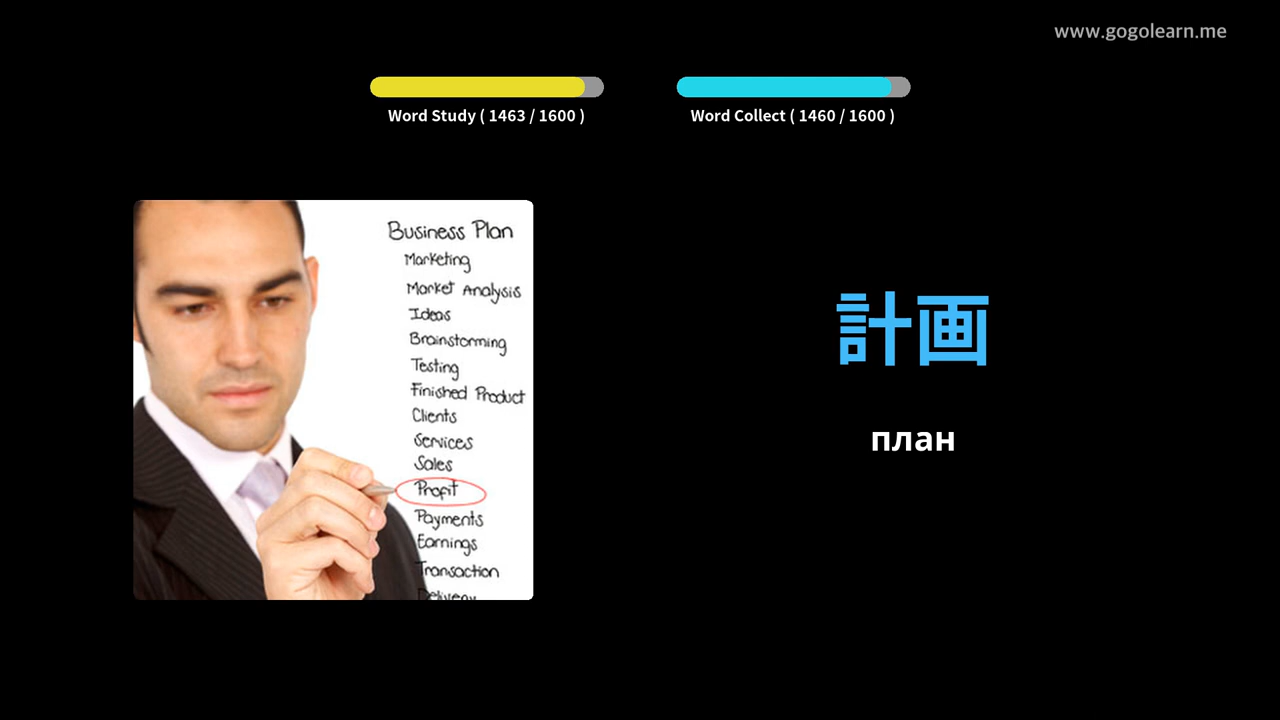 www.gogolearn.me
Word Study ( 1463 / 1600 )
Word Collect ( 1460 / 1600 )
Business Plan
Marketing
Market Analysis
Ideas
Brainstorming
Testing
Finished Product
Clients
Services
Sales
Profit
Payments
Earnings
Transaction
Delivery
計画
план